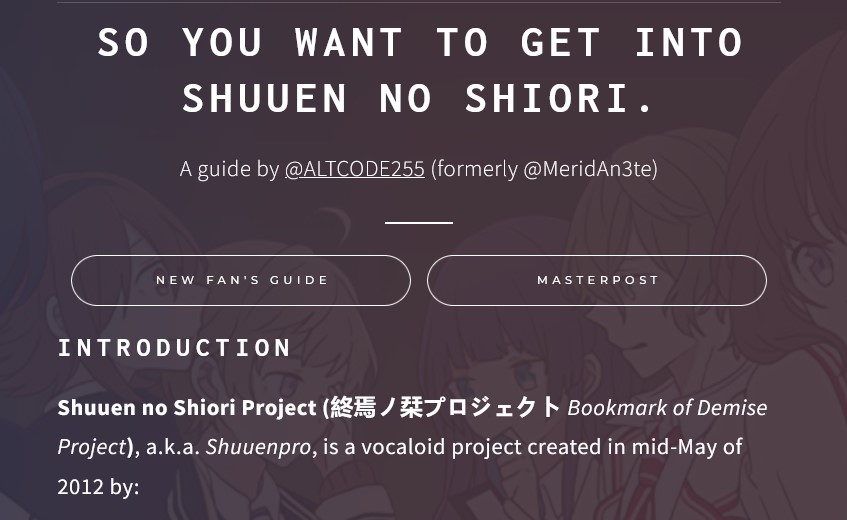 SO YOU WANT TO GET INTO
SHUUEN NO SHIORI.
A guide by @ALTCODE255 (formerly @MeridAn3te)
NEW FAN'S GUIDE
MASTERPOST
INTRODUCTION
Shuuen no Shiori Project (終焉ノ栞プロジェクト Bookmark of Demise
Project), a.k.a. Shuuenpro, is a vocaloid project created in mid-May of
2012 by: